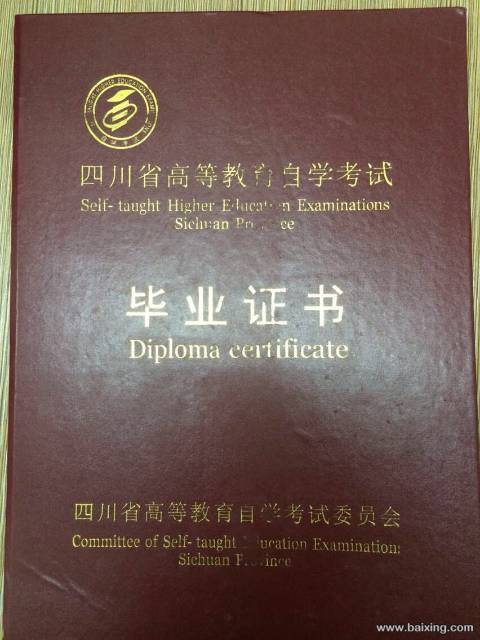 四川省高等教育自学考试
Self- taught Higher Education Examinations
Sichuan Province
毕业证书
Diploma certificate
四川省高等教育自学考试委员会
Committee of Self- taught Education Examinations
Sichuan Province
www.baixing.com